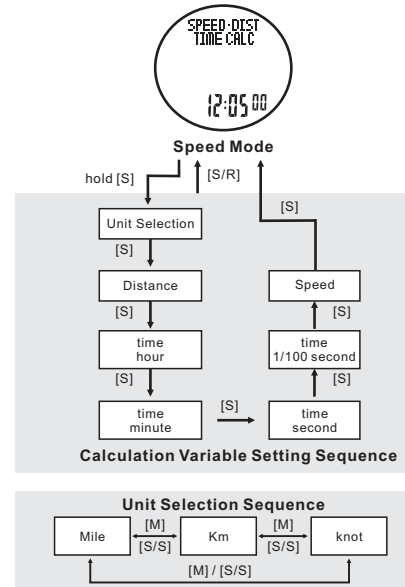 SPEED·DIST
TIME CALC
12:05 00
Speed Mode
hold [S]
[S/R]
[S]
Unit Selection
[S]
Distance
Speed
[S]
[S]
time
hour
time
1/100 second
[S]
[S]
time
minute
[S]
time
second
Calculation Variable Setting Sequence
Unit Selection Sequence
Mile
[M]
[S/S]
Km
[M]
[S/S]
knot
[M] / [S/S]